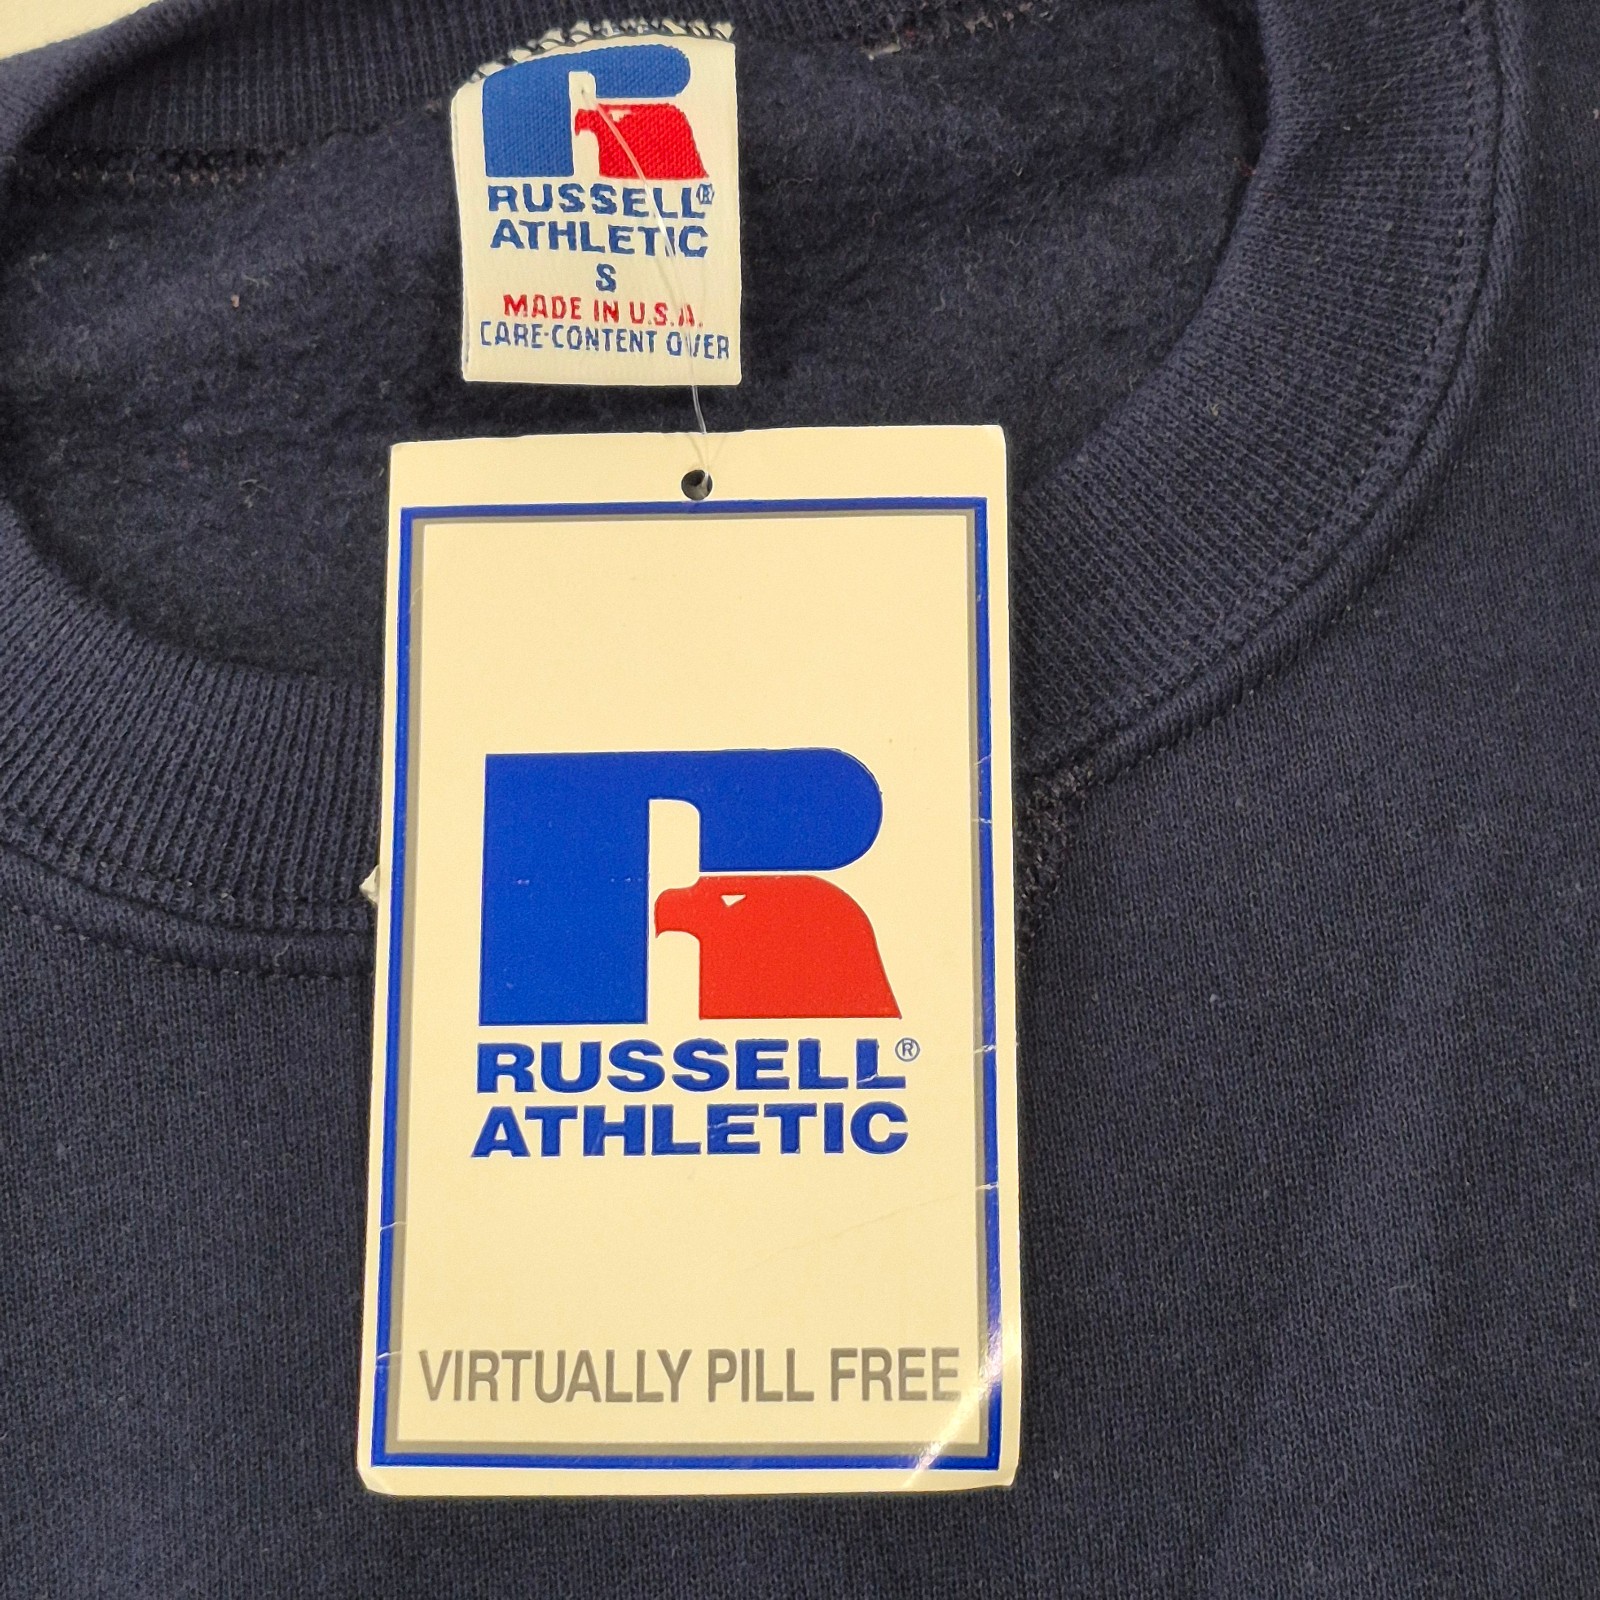 RUSSELL®
ATHLETIC
S
MADE IN U.S.A.
CARE-CONTENT OVER
RUSSELL®
ATHLETIC
VIRTUALLY PILL FREE